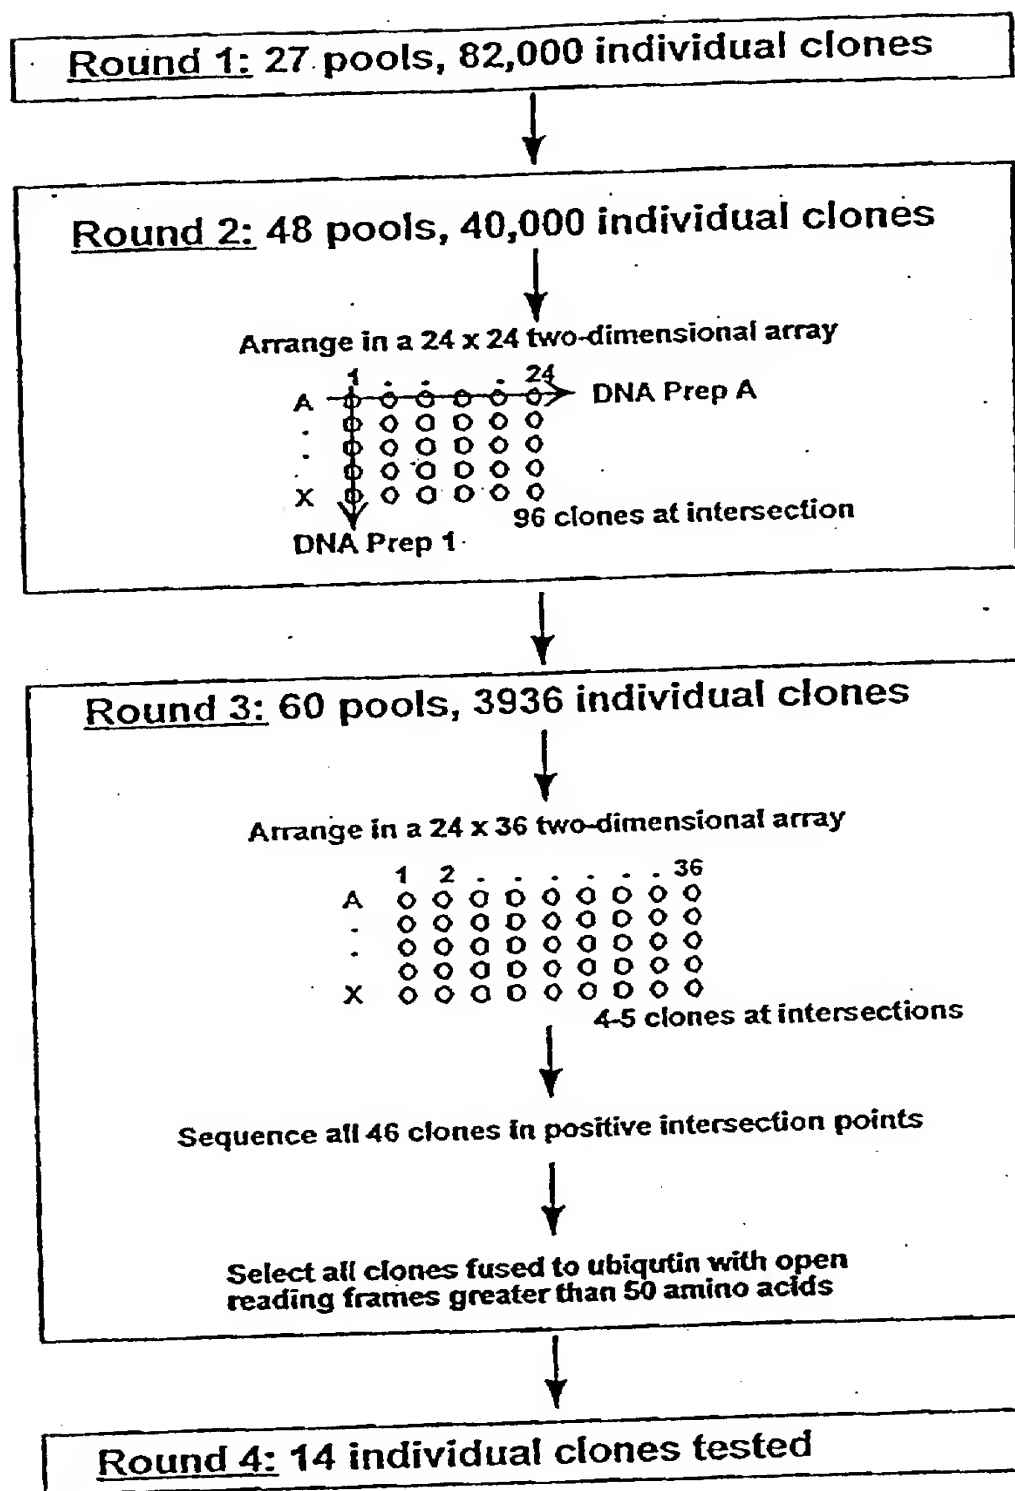 Round 1: 27 pools, 82,000 individual clones
Round 2: 48 pools, 40,000 individual clones
Arrange in a 24 x 24 two-dimensional array
1 . . . 24
A
DNA Prep A
.
.
.
X
96 clones at intersection
DNA Prep 1
Round 3: 60 pools, 3936 individual clones
Arrange in a 24 x 36 two-dimensional array
1 2 . . . . . . 36
A
.
.
X
4-5 clones at intersections
Sequence all 46 clones in positive intersection points
Select all clones fused to ubiqutin with open
reading frames greater than 50 amino acids
Round 4: 14 individual clones tested